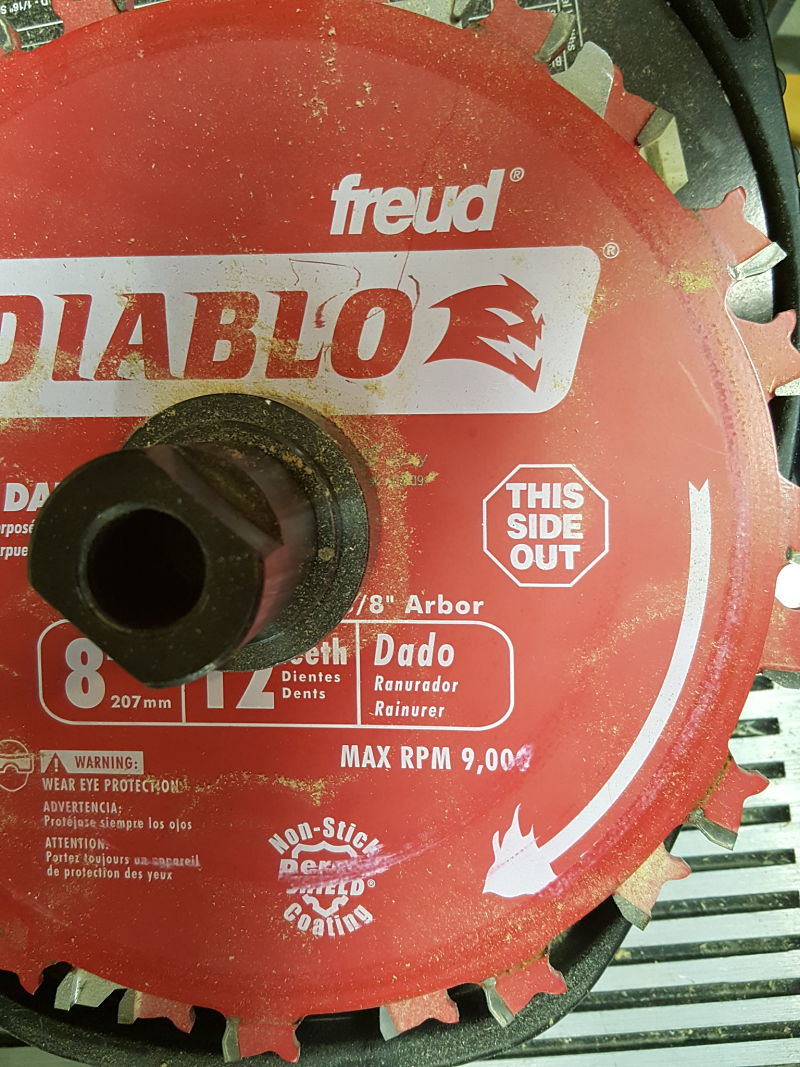 freud®
DIABLO®
THIS
SIDE
OUT
/8" Arbor
8
207mm
12
Dientes
Dents
Dado
Ranurador
Rainurer
MAX RPM 9,00
WARNING:
WEAR EYE PROTECTION
ADVERTENCIA:
Protéjase siempre los ojos
ATTENTION:
Portez toujours un appareil
de protection des yeux
Non-Stick
Perma
SHIELD®
Coating